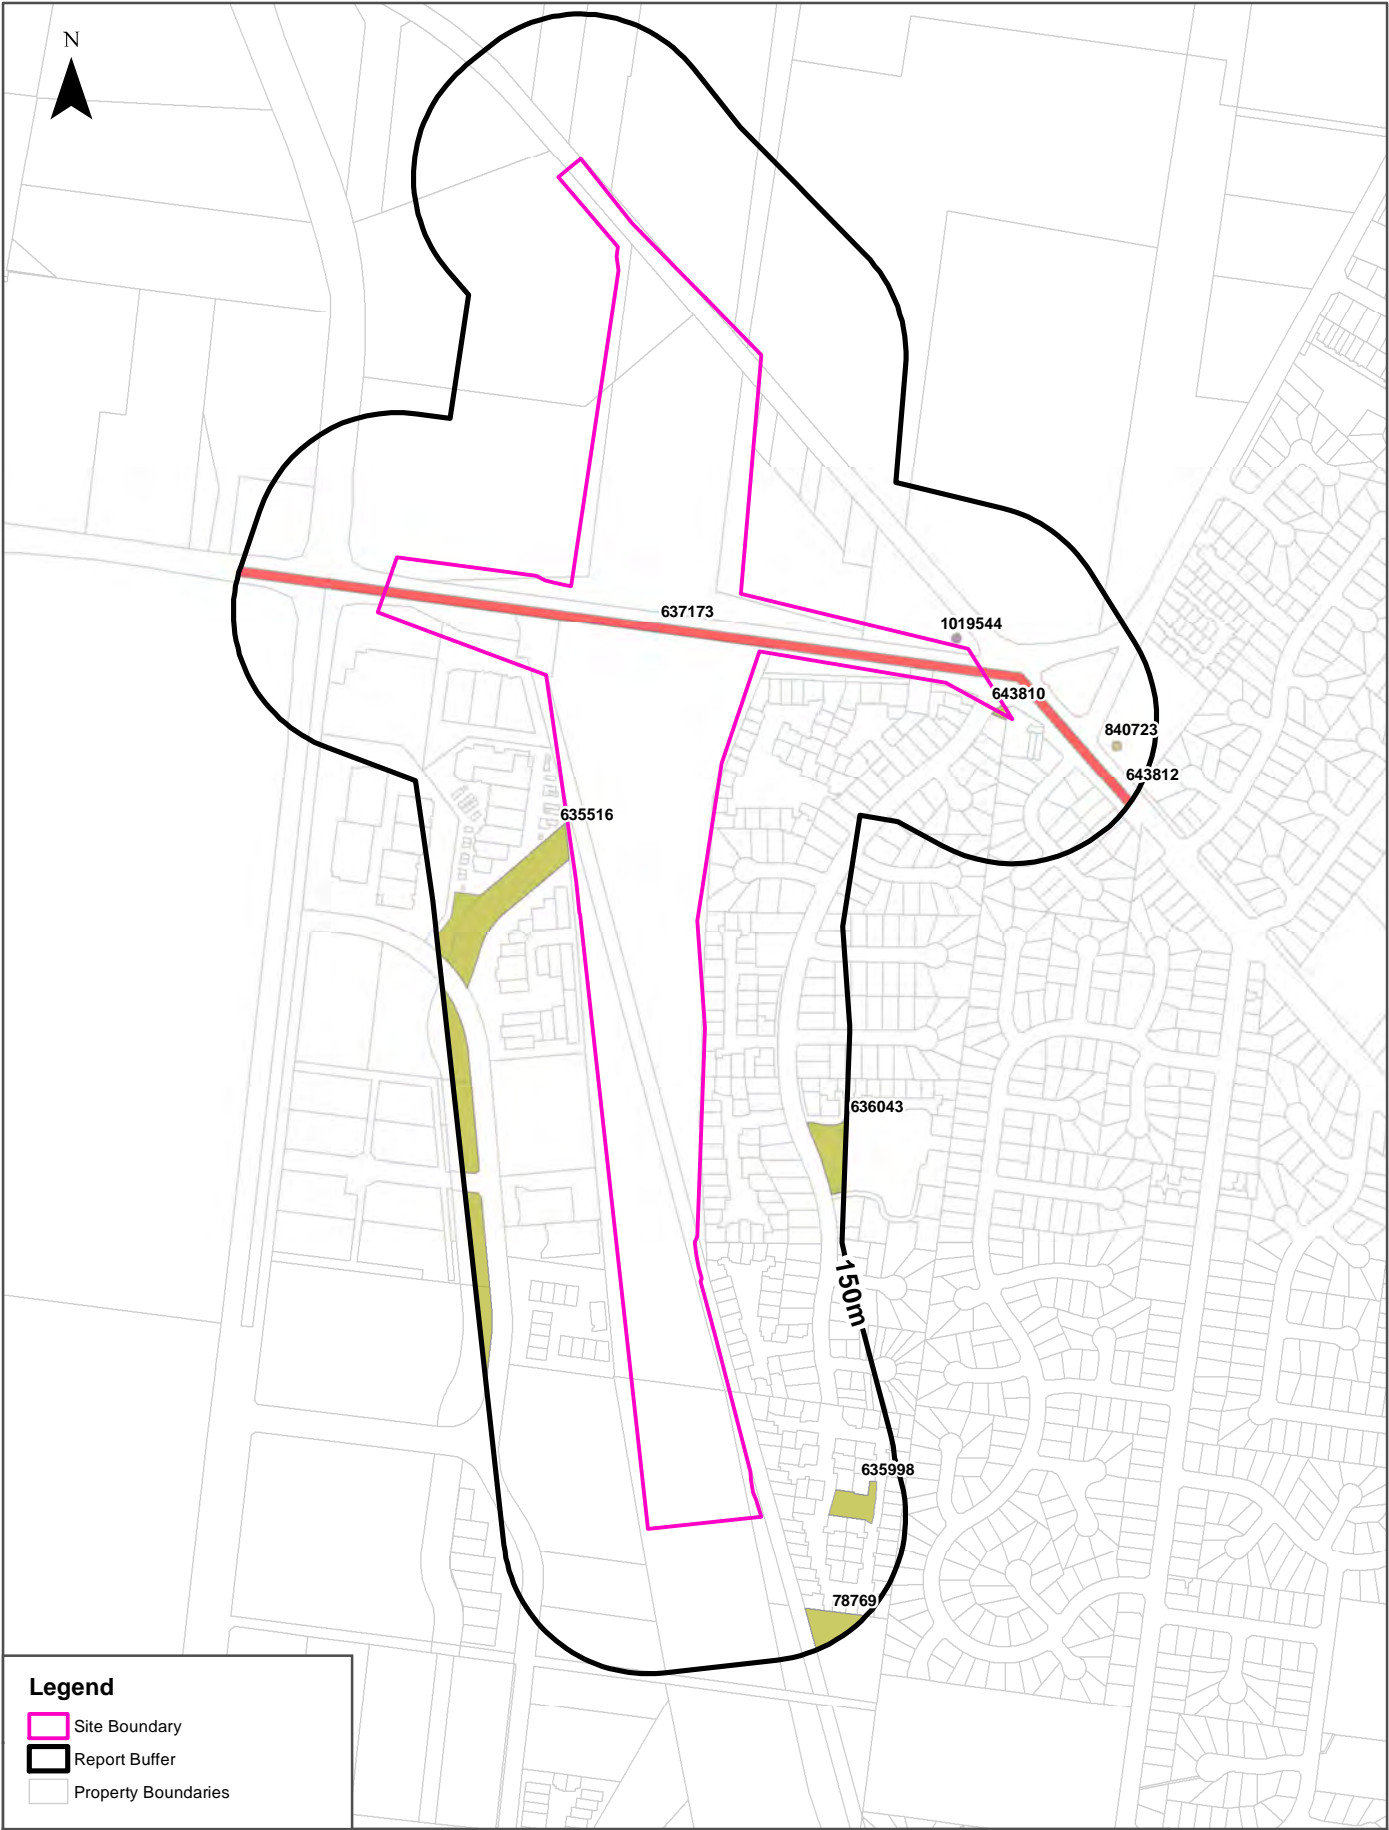 N
637173
1019544
643810
840723
643812
635516
636043
150m
635998
78769
Legend
Site Boundary
Report Buffer
Property Boundaries